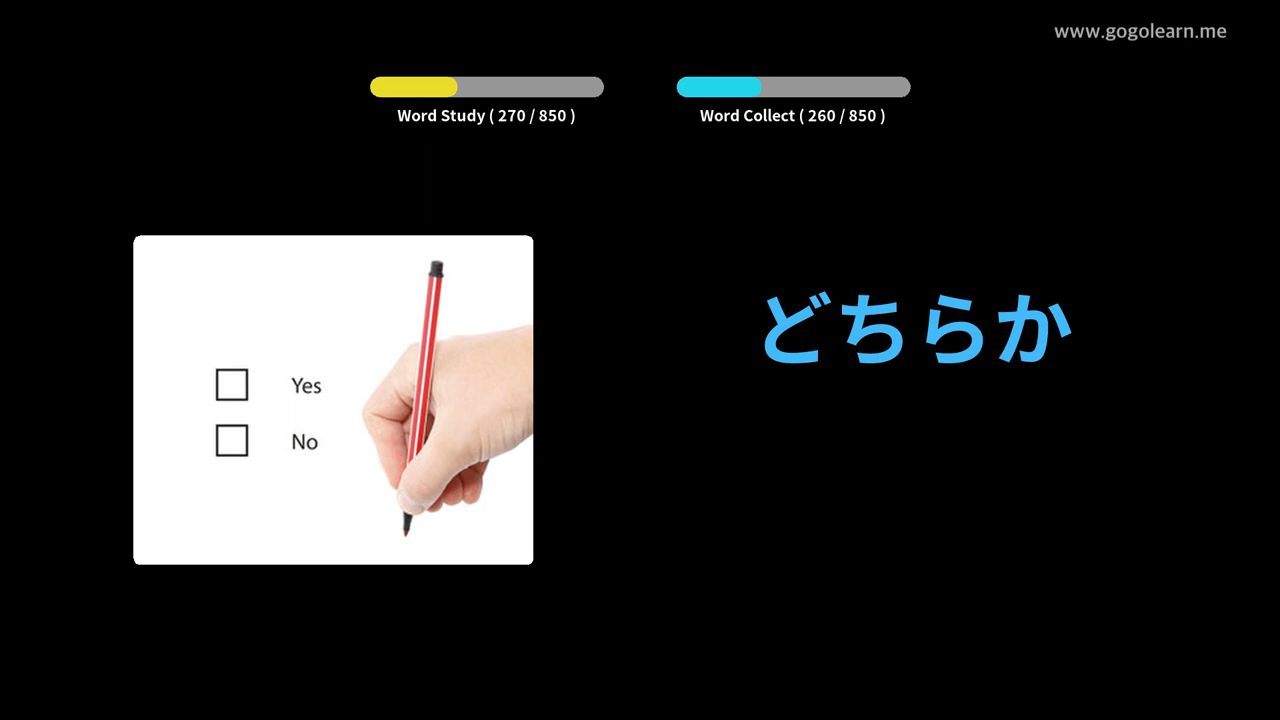 www.gogolearn.me
Word Study ( 270 / 850 )
Word Collect ( 260 / 850 )
Yes
No
どちらか